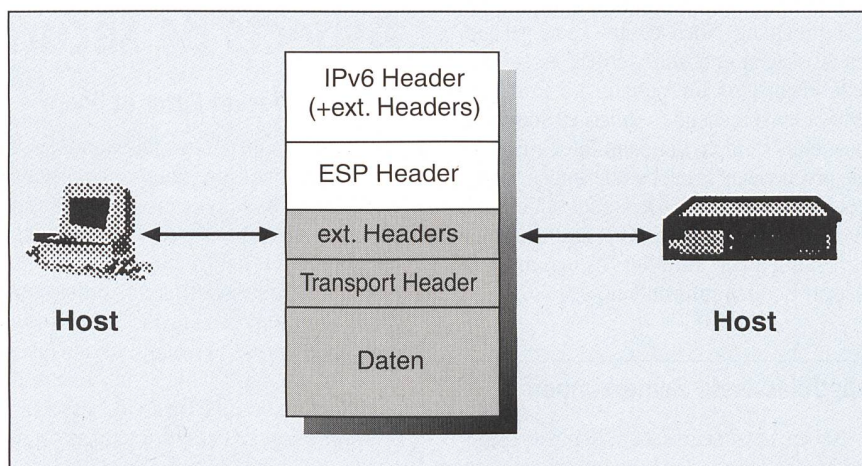 IPv6 Header
(+ext. Headers)
ESP Header
ext. Headers
Transport Header
Daten
Host
Host